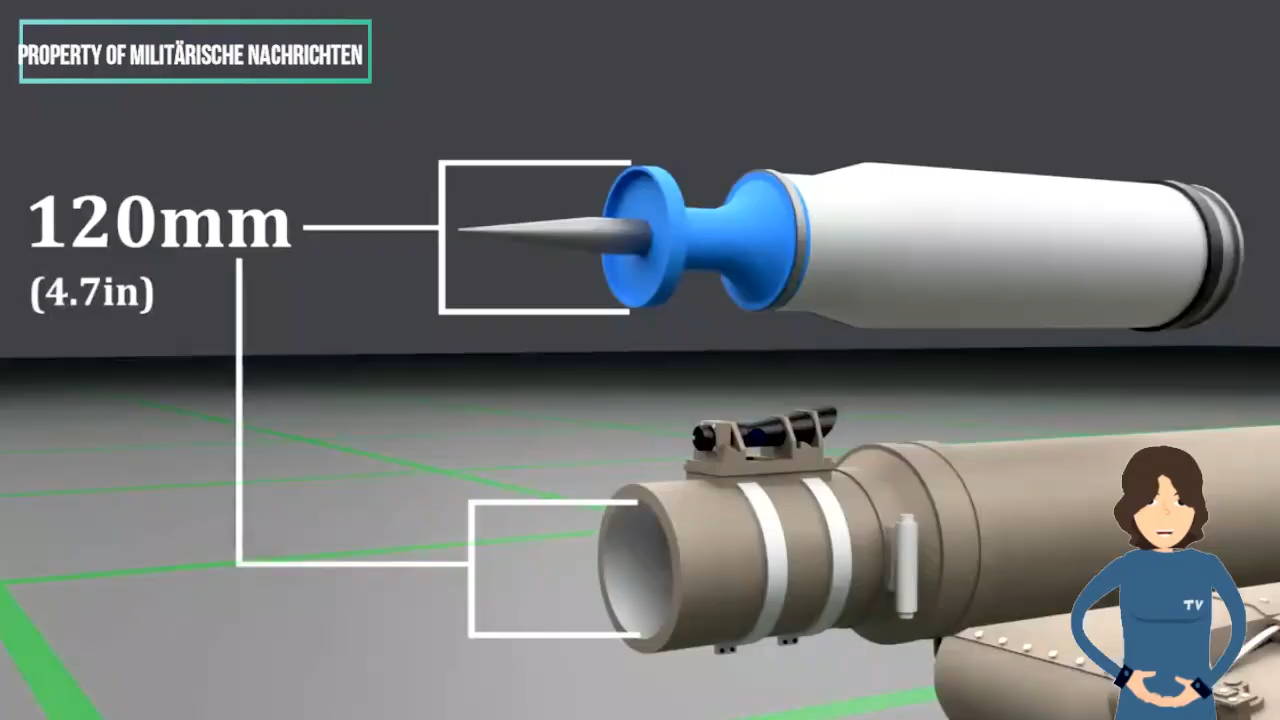 PROPERTY OF MILITÄRISCHE NACHRICHTEN
120mm
(4.7in)
TV